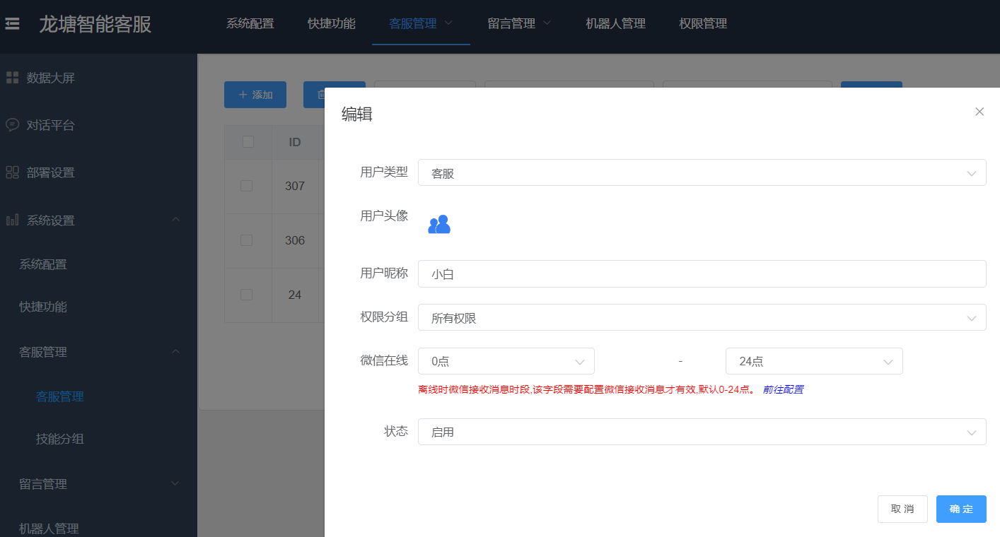 龙塘智能客服
系统配置
快捷功能
客服管理
留言管理
机器人管理
权限管理
数据大屏
对话平台
部署设置
系统设置
系统配置
快捷功能
客服管理
客服管理
技能分组
留言管理
机器人管理
添加
ID
307
306
24
编辑
用户类型
客服
用户头像
用户昵称
小白
权限分组
所有权限
微信在线
0点
-
24点
离线时微信接收消息时段,该字段需要配置微信接收消息才有效,默认0-24点。 前往配置
状态
启用
取 消
确 定